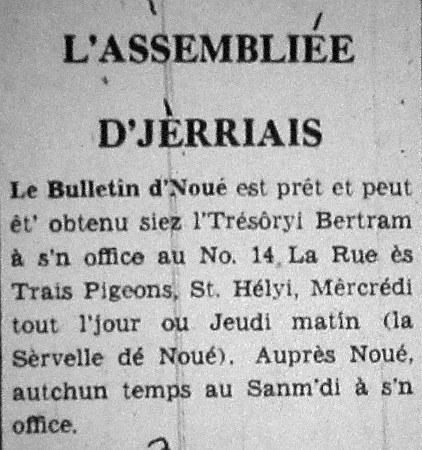 L'ASSEMBLIÉE
D'JÈRRIAIS
Le Bulletin d'Noué est prêt et peut
êt' obtenu siez l'Trésôryi Bertram
à s'n office au No. 14, La Rue ès
Trais Pigeons, St. Hélyi, Mêcrédi
tout l'jour ou Jeudi matin (la
Sèrvelle dé Noué). Auprès Noué,
autchun temps au Sanm'di à s'n
office.